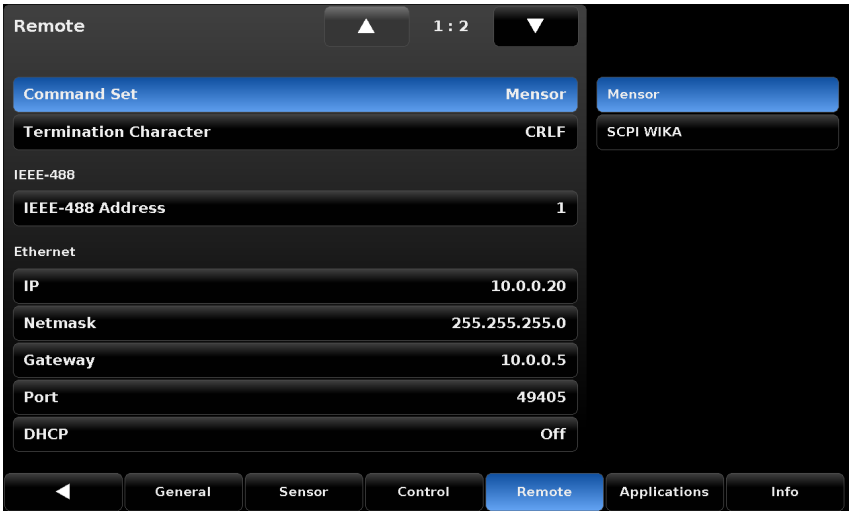 Remote 1 : 2
Command Set Mensor
Mensor
Termination Character CRLF
SCPI WIKA
IEEE-488
IEEE-488 Address 1
Ethernet
IP 10.0.0.20
Netmask 255.255.255.0
Gateway 10.0.0.5
Port 49405
DHCP Off
General Sensor Control Remote Applications Info